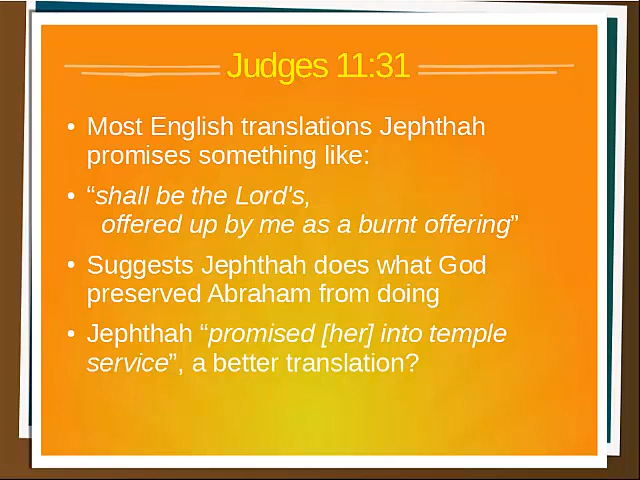 Judges 11:31
• Most English translations Jephthah
promises something like:
• “shall be the Lord's,
offered up by me as a burnt offering”
• Suggests Jephthah does what God
preserved Abraham from doing
• Jephthah “promised [her] into temple
service”, a better translation?